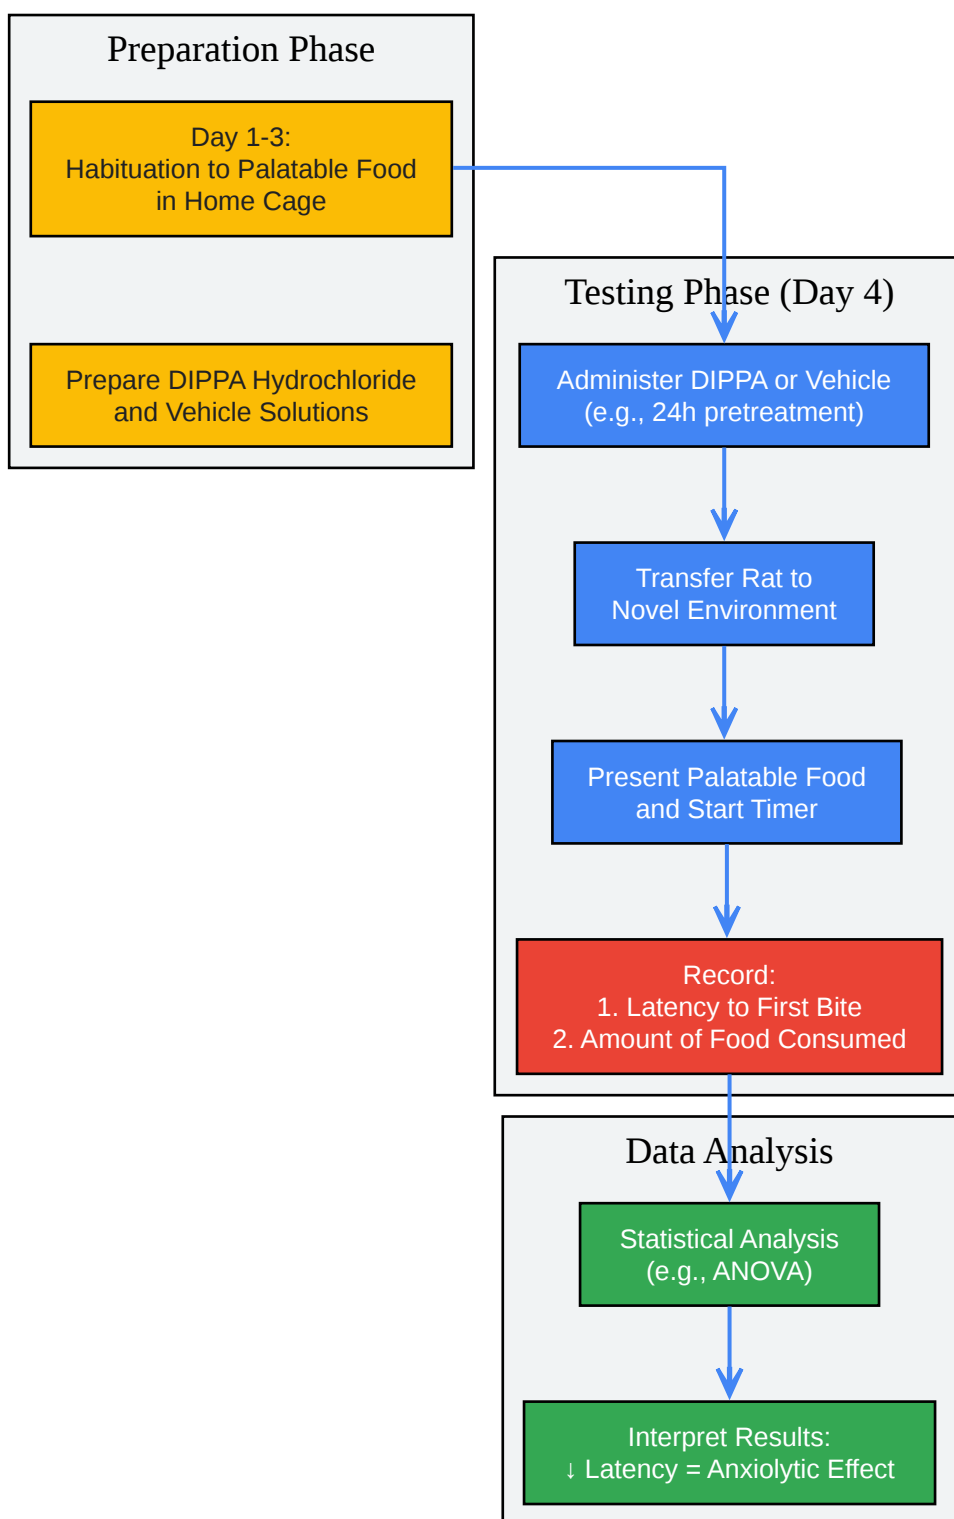 Preparation Phase
Day 1-3:
Habituation to Palatable Food
in Home Cage
Prepare DIPPA Hydrochloride
and Vehicle Solutions
Testing Phase (Day 4)
Administer DIPPA or Vehicle
(e.g., 24h pretreatment)
Transfer Rat to
Novel Environment
Present Palatable Food
and Start Timer
Record:
1. Latency to First Bite
2. Amount of Food Consumed
Data Analysis
Statistical Analysis
(e.g., ANOVA)
Interpret Results:
↓ Latency = Anxiolytic Effect